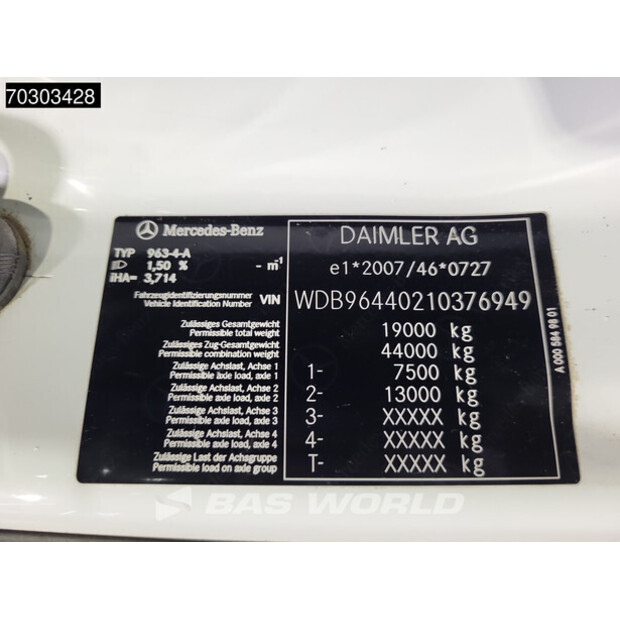 70303428
Mercedes-Benz
DAIMLER AG
TYP 963-4-A
1,50 % - m⁻¹
iHA= 3,714
e1*2007/46*0727
Fahrzeugidentifizierungsnummer
Vehicle Identification Number VIN WDB96440210376949
Zulässiges Gesamtgewicht
Permissible total weight 19000 kg
Zulässiges Zug-Gesamtgewicht
Permissible combination weight 44000 kg
Zulässige Achslast, Achse 1
Permissible axle load, axle 1 1- 7500 kg
Zulässige Achslast, Achse 2
Permissible axle load, axle 2 2- 13000 kg
Zulässige Achslast, Achse 3
Permissible axle load, axle 3 3- XXXXX kg
Zulässige Achslast, Achse 4
Permissible axle load, axle 4 4- XXXXX kg
Zulässige Last der Achsgruppe
Permissible load on axle group T- XXXXX kg
A 000 584 98 01
BAS WORLD